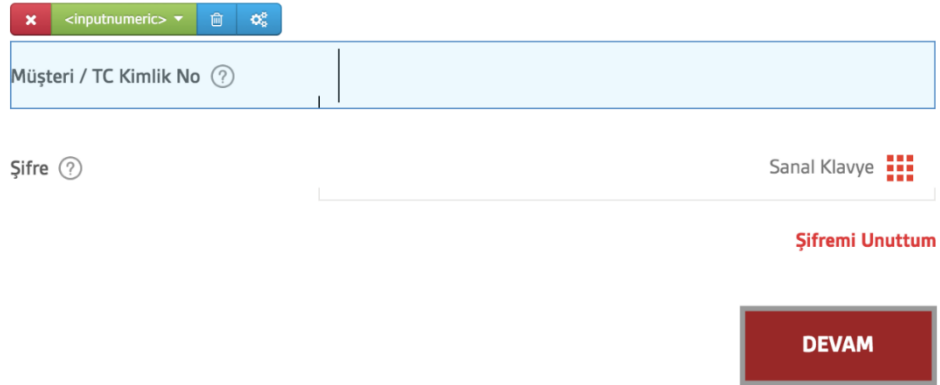 <inputnumeric>
Müşteri / TC Kimlik No
Şifre
Sanal Klavye
Şifremi Unuttum
DEVAM